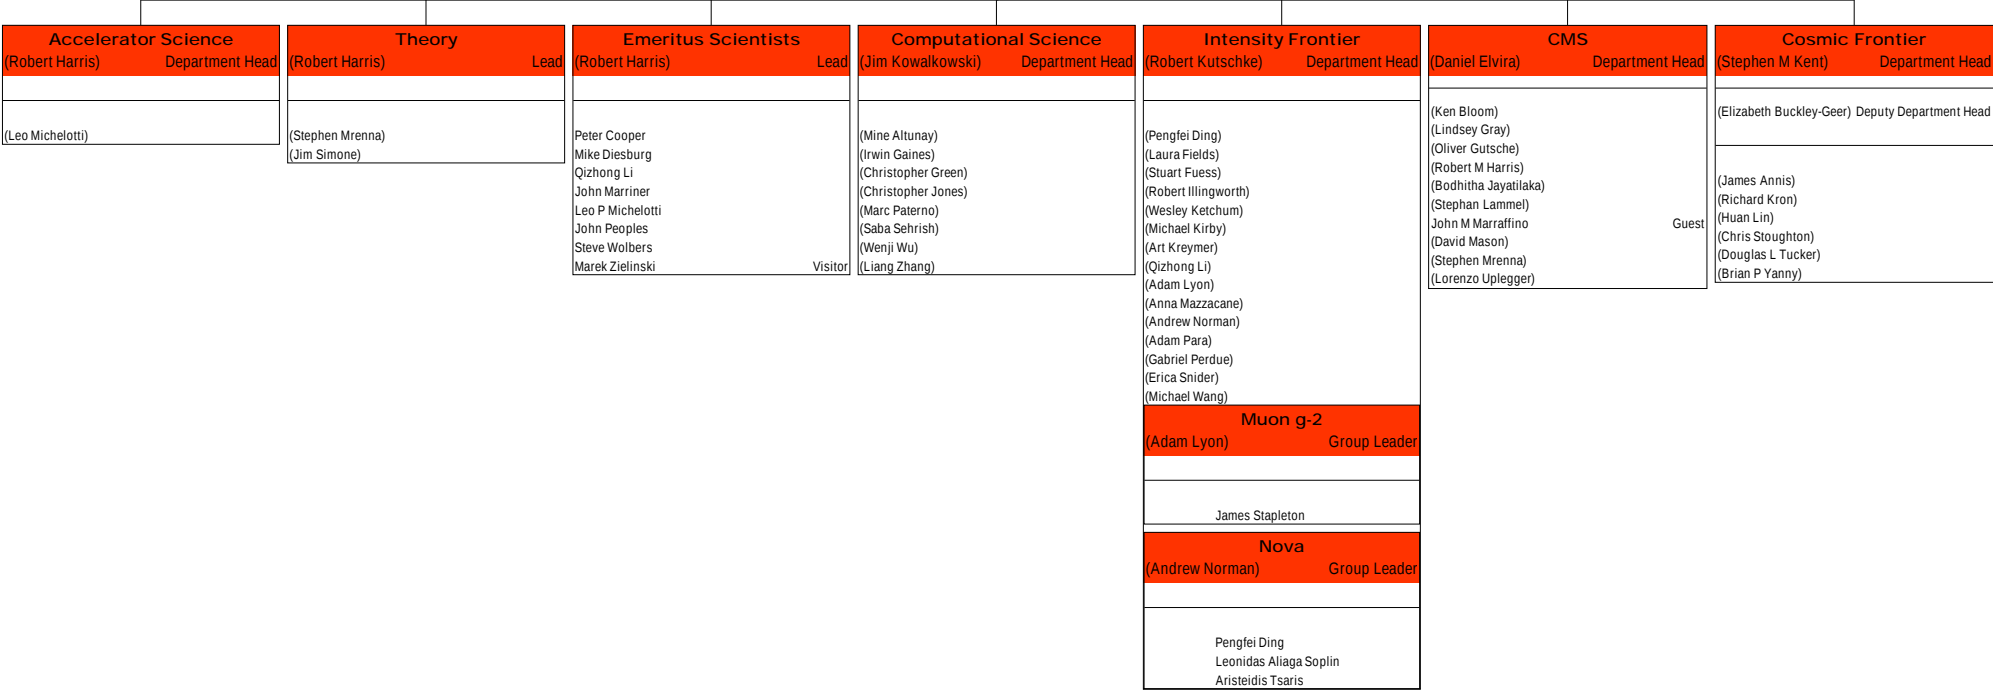 Accelerator Science
(Robert Harris) Department Head
(Leo Michelotti)
Theory
(Robert Harris) Lead
(Stephen Mrenna)
(Jim Simone)
Emeritus Scientists
(Robert Harris) Lead
Peter Cooper
Mike Diesburg
Qizhong Li
John Marriner
Leo P Michelotti
John Peoples
Steve Wolbers
Marek Zielinski Visitor
Computational Science
(Jim Kowalkowski) Department Head
(Mine Altunay)
(Irwin Gaines)
(Christopher Green)
(Christopher Jones)
(Marc Paterno)
(Saba Sehrish)
(Wenji Wu)
(Liang Zhang)
Intensity Frontier
(Robert Kutschke) Department Head
(Pengfei Ding)
(Laura Fields)
(Stuart Fuess)
(Robert Illingworth)
(Wesley Ketchum)
(Michael Kirby)
(Art Kreymer)
(Qizhong Li)
(Adam Lyon)
(Anna Mazzacane)
(Andrew Norman)
(Adam Para)
(Gabriel Perdue)
(Erica Snider)
(Michael Wang)
Muon g-2
(Adam Lyon) Group Leader
James Stapleton
Nova
(Andrew Norman) Group Leader
Pengfei Ding
Leonidas Aliaga Soplin
Aristeidis Tsaris
CMS
(Daniel Elvira) Department Head
(Ken Bloom)
(Lindsey Gray)
(Oliver Gutsche)
(Robert M Harris)
(Bodhitha Jayatilaka)
(Stephan Lammel)
John M Marraffino Guest
(David Mason)
(Stephen Mrenna)
(Lorenzo Uplegger)
Cosmic Frontier
(Stephen M Kent) Department Head
(Elizabeth Buckley-Geer) Deputy Department Head
(James Annis)
(Richard Kron)
(Huan Lin)
(Chris Stoughton)
(Douglas L Tucker)
(Brian P Yanny)